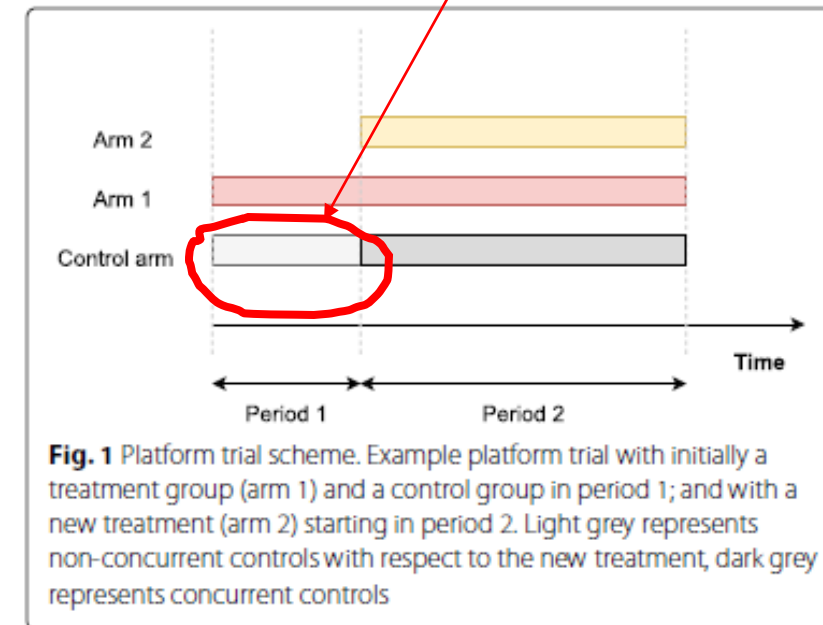 Arm 2
Arm 1
Control arm
Time
Period 1 Period 2
Fig. 1 Platform trial scheme. Example platform trial with initially a
treatment group (arm 1) and a control group in period 1; and with a
new treatment (arm 2) starting in period 2. Light grey represents
non-concurrent controls with respect to the new treatment, dark grey
represents concurrent controls